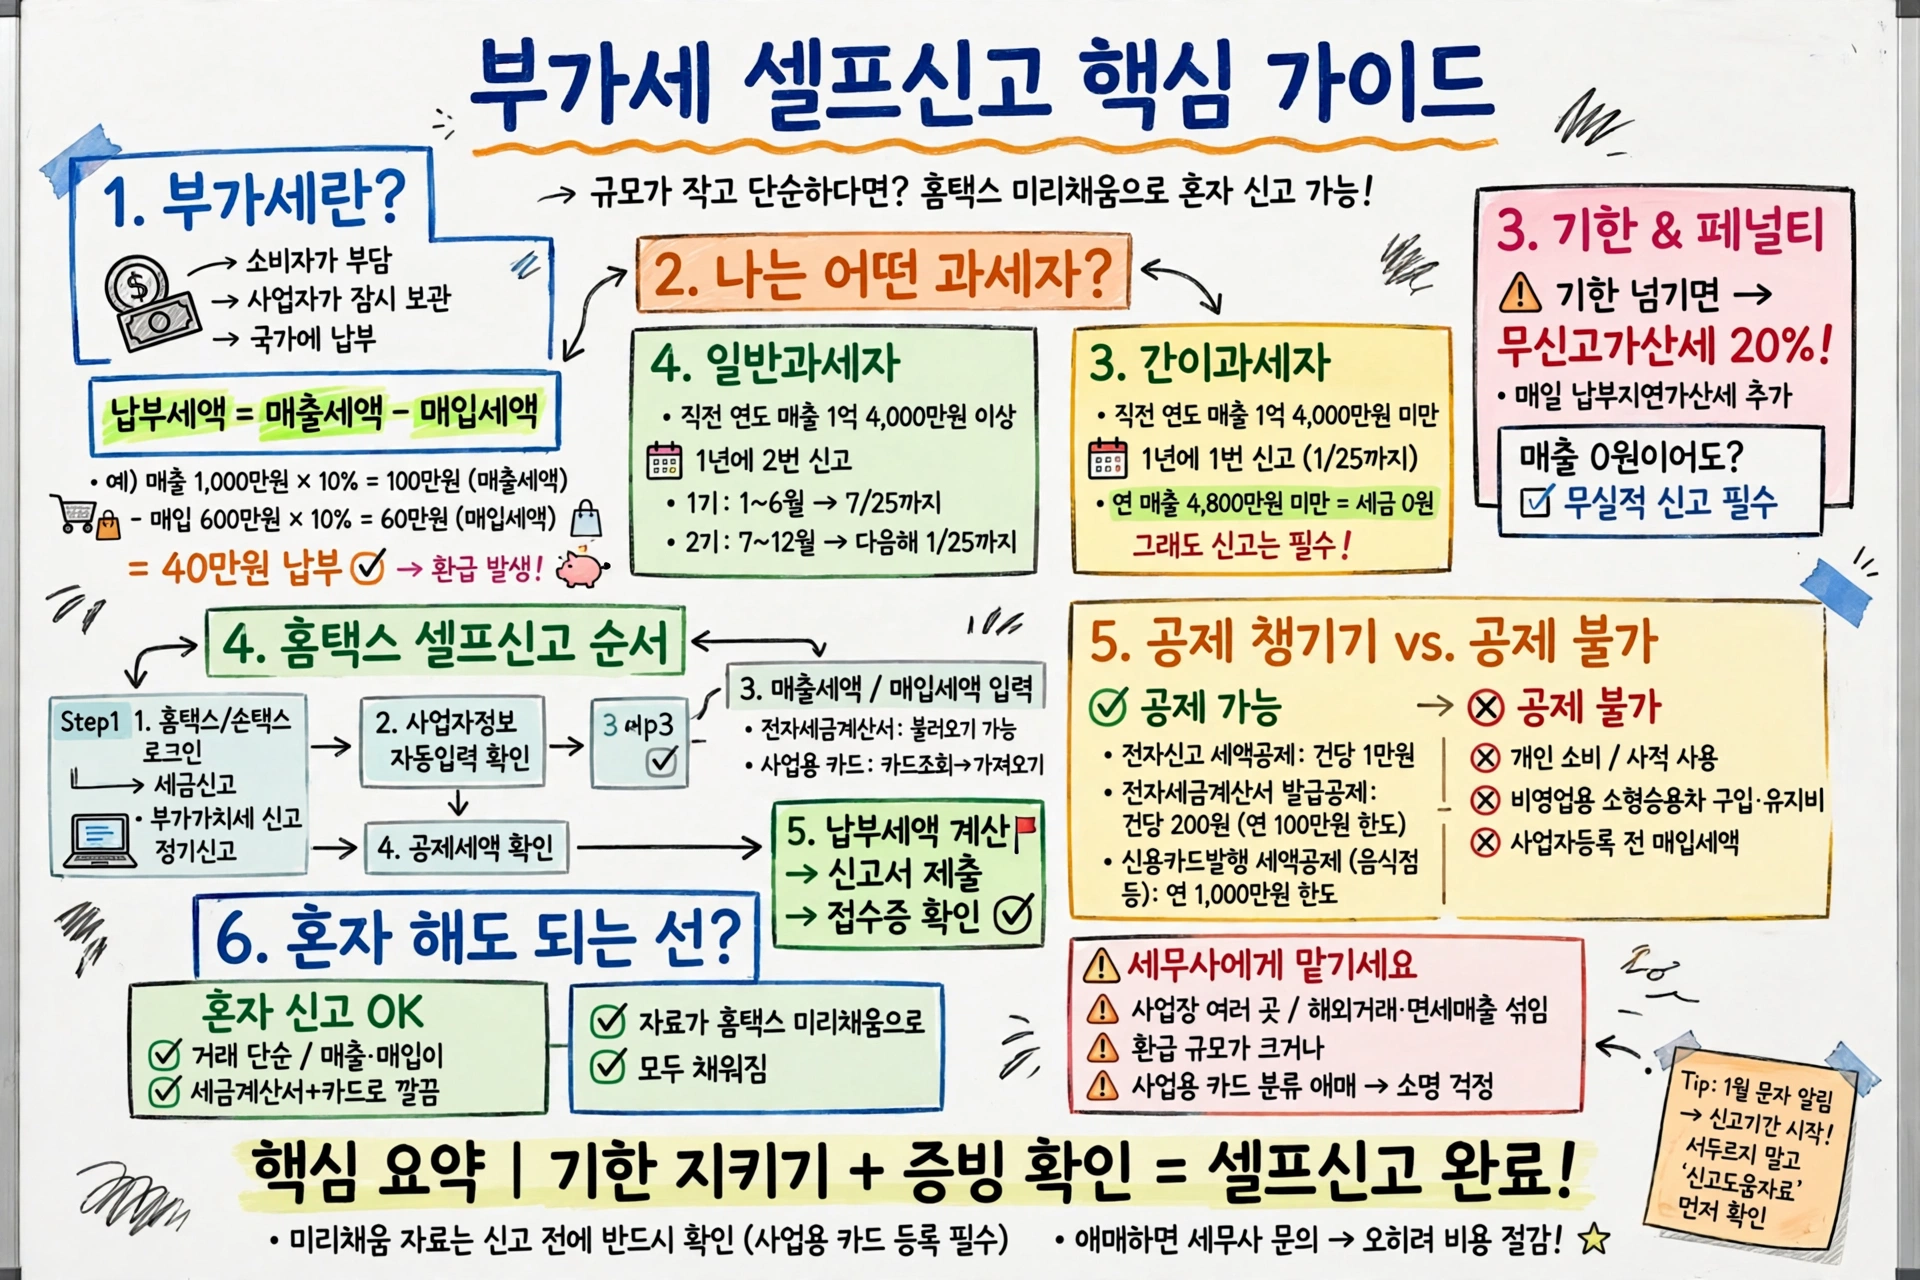 부가세 셀프신고 핵심 가이드
→ 규모가 작고 단순하다면? 홈택스 미리채움으로 혼자 신고 가능!
1. 부가세란?
→ 소비자가 부담
→ 사업자가 잠시 보관
→ 국가에 납부
납부세액 = 매출세액 - 매입세액
• 예) 매출 1,000만원 × 10% = 100만원 (매출세액)
- 매입 600만원 × 10% = 60만원 (매입세액)
= 40만원 납부 → 환급 발생!
2. 나는 어떤 과세자?
4. 일반과세자
• 직전 연도 매출 1억 4,000만원 이상
1년에 2번 신고
• 1기: 1~6월 → 7/25까지
• 2기: 7~12월 → 다음해 1/25까지
3. 간이과세자
• 직전 연도 매출 1억 4,000만원 미만
1년에 1번 신고 (1/25까지)
• 연 매출 4,800만원 미만 = 세금 0원
그래도 신고는 필수!
3. 기한 & 페널티
기한 넘기면 →
무신고가산세 20%!
• 매일 납부지연가산세 추가
매출 0원이어도?
무실적 신고 필수
4. 홈택스 셀프신고 순서
Step1 1. 홈택스/손택스
로크인
→ 세금신고
• 부가가치세 신고
정기신고
2. 사업자정보
자동입력 확인
3. 매출세액 / 매입세액 입력
• 전자세금계산서: 불러오기 가능
• 사업용 카드: 카드조회→가져오기
4. 공제세액 확인
5. 납부세액 계산
→ 신고서 제출
→ 접수증 확인
5. 공제 챙기기 vs. 공제 불가
공제 가능
• 전자신고 세액공제: 건당 1만원
• 전자세금계산서 발급공제:
건당 200원 (연 100만원 한도)
• 신용카드발행 세액공제 (음식점
등): 연 1,000만원 한도
→ 공제 불가
개인 소비 / 사적 사용
비영업용 소형승용차 구입·유지비
사업자등록 전 매입세액
6. 혼자 해도 되는 선?
혼자 신고 OK
거래 단순 / 매출·매입이
세금계산서+카드로 깔끔
자료가 홈택스 미리채움으로
모두 채워짐
세무사에게 맡기세요
사업장 여러 곳 / 해외거래·면세매출 섞임
환급 규모가 크거나
사업용 카드 분류 애매 → 소명 걱정
Tip: 1월 문자 알림
→ 신고기간 시작!
서두르지 말고
'신고도움자료'
먼저 확인
핵심 요약 | 기한 지키기 + 증빙 확인 = 셀프신고 완료!
• 미리채움 자료는 신고 전에 반드시 확인 (사업용 카드 등록 필수)
• 애매하면 세무사 문의 → 오히려 비용 절감!